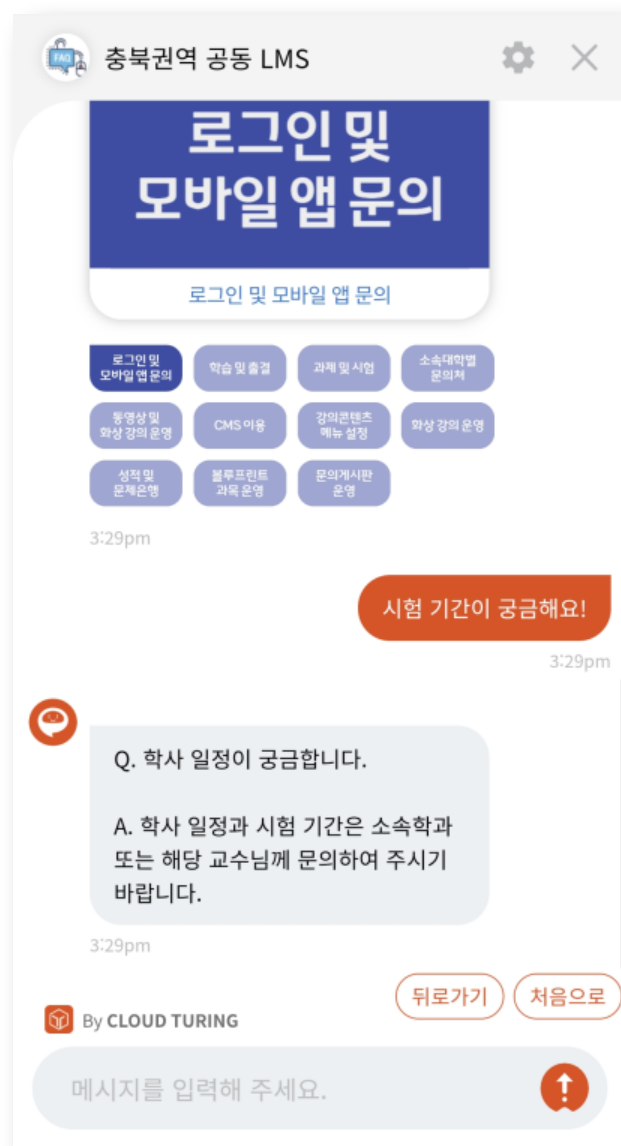 FAQ
충북권역 공동 LMS
로그인 및
모바일 앱 문의
로그인 및 모바일 앱 문의
로그인 및
모바일 앱 문의
학습 및 출결
과제 및 시험
소속대학별
문의처
동영상 및
화상 강의 운영
CMS 이용
강의콘텐츠
메뉴 설정
화상 강의 운영
성적 및
문제은행
블루프린트
과목 운영
문의게시판
운영
3:29pm
시험 기간이 궁금해요!
3:29pm
Q. 학사 일정이 궁금합니다.
A. 학사 일정과 시험 기간은 소속학과
또는 해당 교수님께 문의하여 주시기
바랍니다.
3:29pm
뒤로가기
처음으로
By CLOUD TURING
메시지를 입력해 주세요.